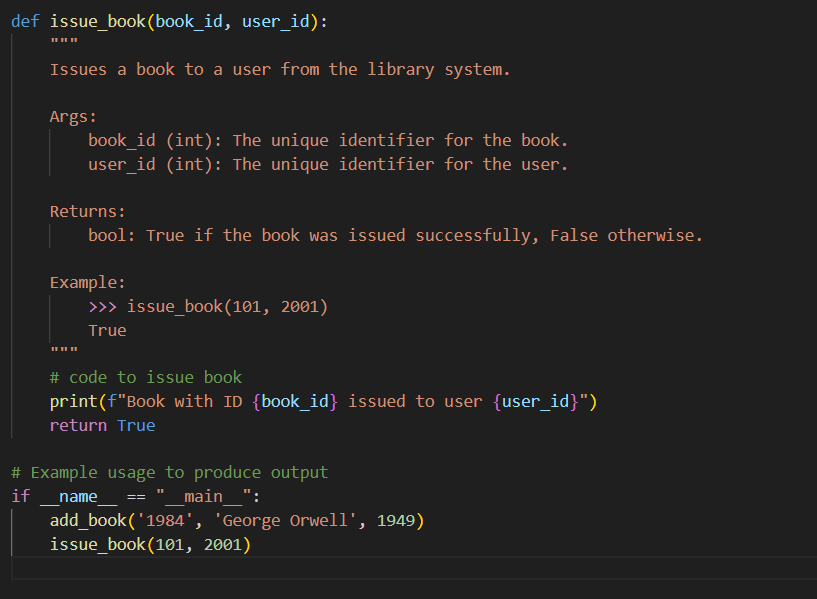 def issue_book(book_id, user_id):
    """
    Issues a book to a user from the library system.

    Args:
        book_id (int): The unique identifier for the book.
        user_id (int): The unique identifier for the user.

    Returns:
        bool: True if the book was issued successfully, False otherwise.

    Example:
        >>> issue_book(101, 2001)
        True
    """
    # code to issue book
    print(f"Book with ID {book_id} issued to user {user_id}")
    return True

# Example usage to produce output
if __name__ == "__main__":
    add_book('1984', 'George Orwell', 1949)
    issue_book(101, 2001)